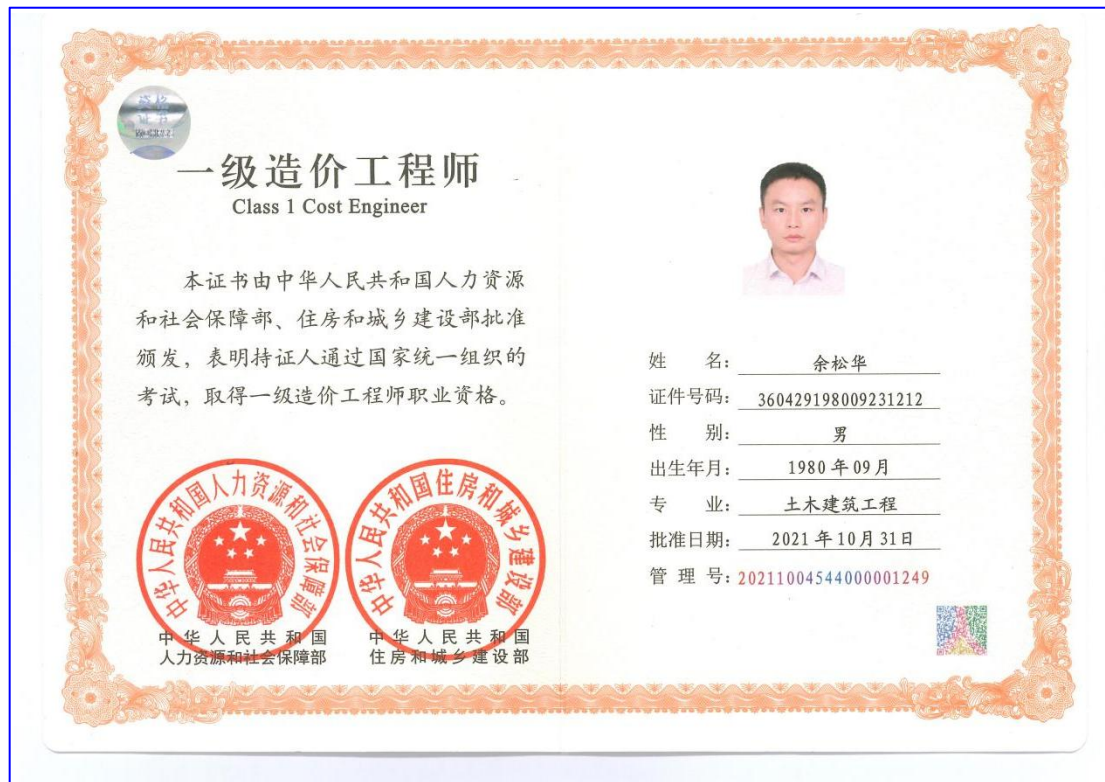 资格
证书
一级造价工程师
Class 1 Cost Engineer
本证书由中华人民共和国人力资源
和社会保障部、住房和城乡建设部批准
颁发，表明持证人通过国家统一组织的
考试，取得一级造价工程师职业资格。
中华人民共和国人力资源和社会保障部
中华人民共和国
人力资源和社会保障部
中华人民共和国住房和城乡建设部
中华人民共和国
住房和城乡建设部
姓 名： 余松华
证件号码： 360429198009231212
性 别： 男
出生年月： 1980年09月
专 业： 土木建筑工程
批准日期： 2021年10月31日
管 理 号：20211004544000001249